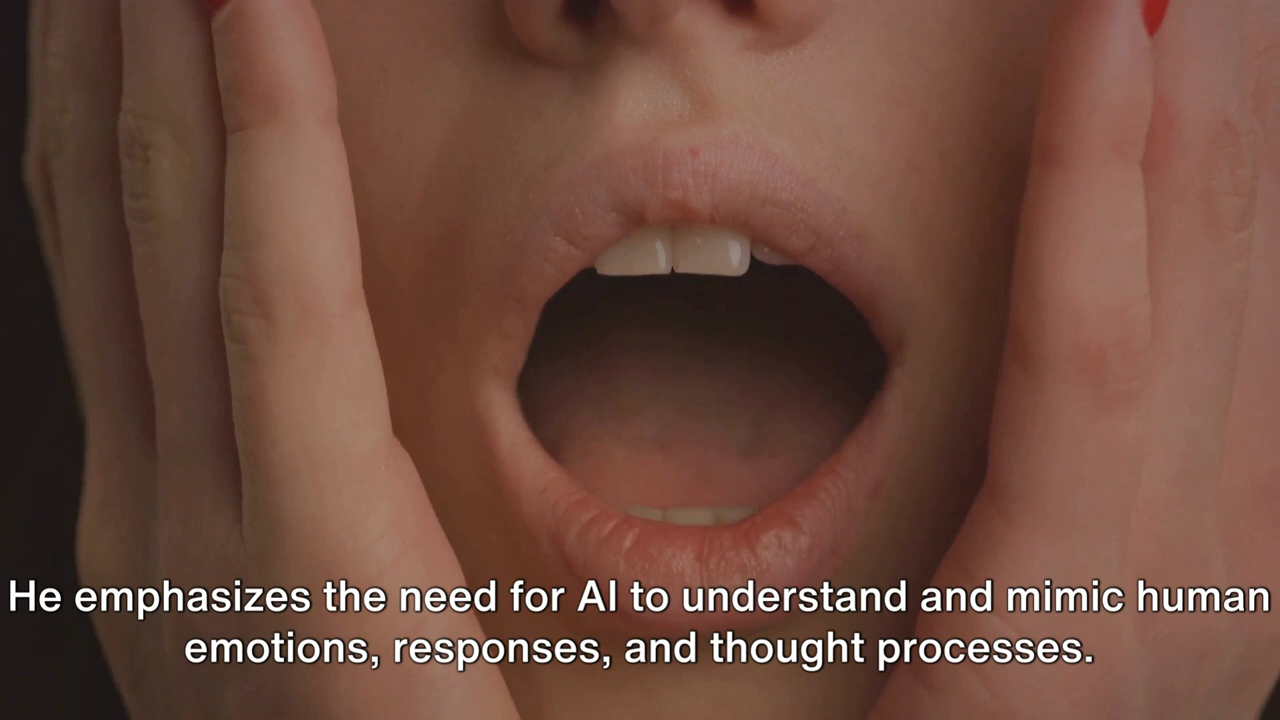 He emphasizes the need for AI to understand and mimic human
emotions, responses, and thought processes.